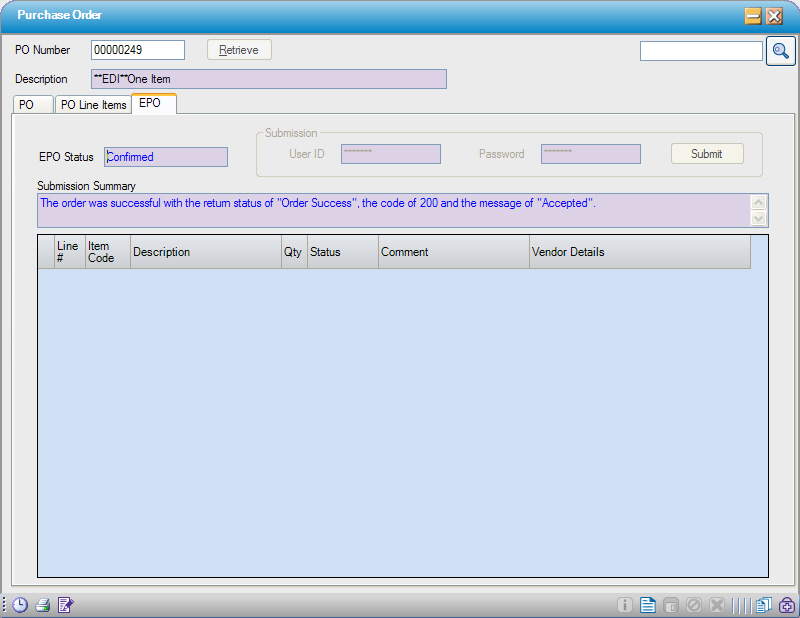 Purchase Order
PO Number 00000249 Retrieve
Description **EDI**One Item
PO PO Line Items EPO
Submission
EPO Status Confirmed User ID ******* Password ******* Submit
Submission Summary
The order was successful with the return status of "Order Success", the code of 200 and the message of "Accepted".
Line # Item Code Description Qty Status Comment Vendor Details